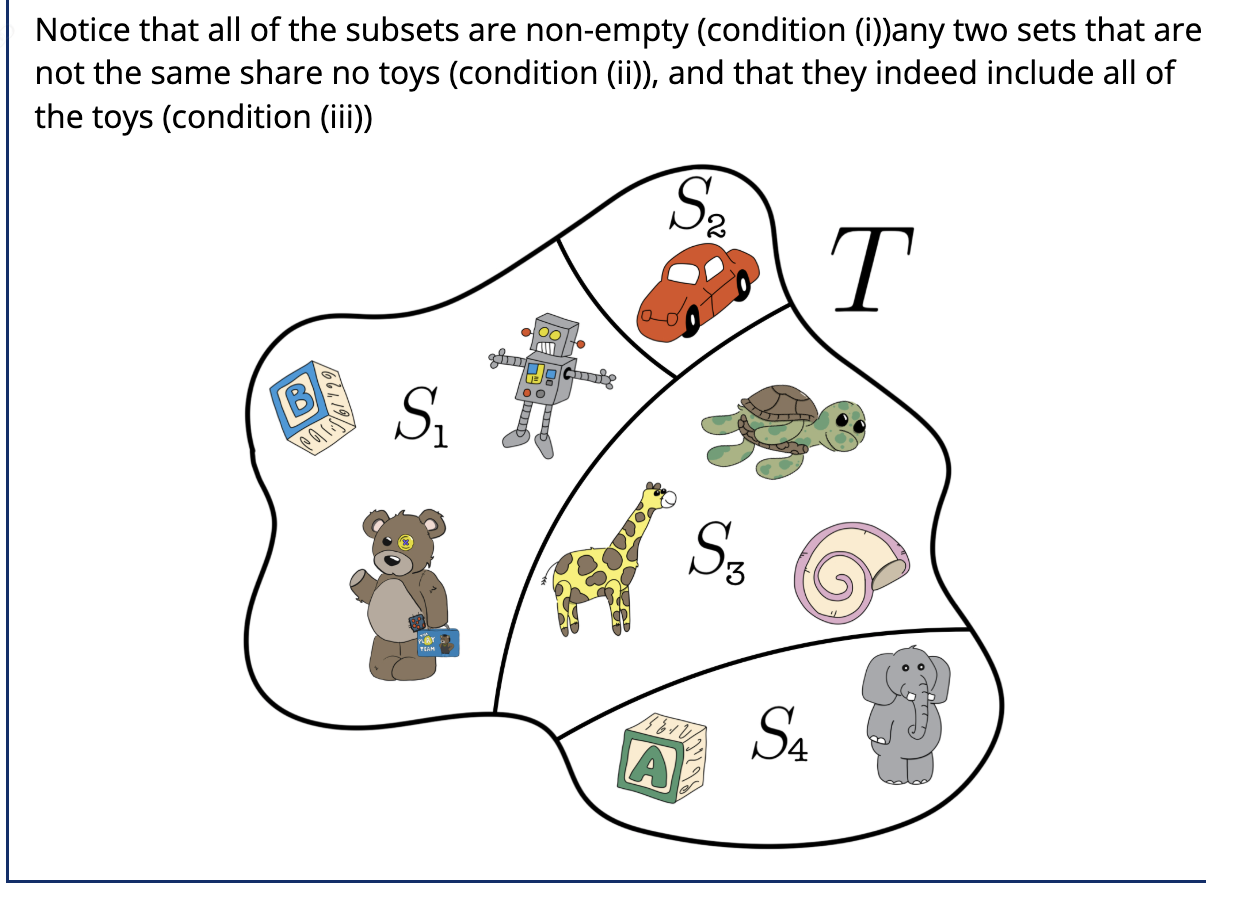 Notice that all of the subsets are non-empty (condition (i))any two sets that are
not the same share no toys (condition (ii)), and that they indeed include all of
the toys (condition (iii))
S₂
T
B
S₁
S₃
PLAY
TEAM
S₄
A